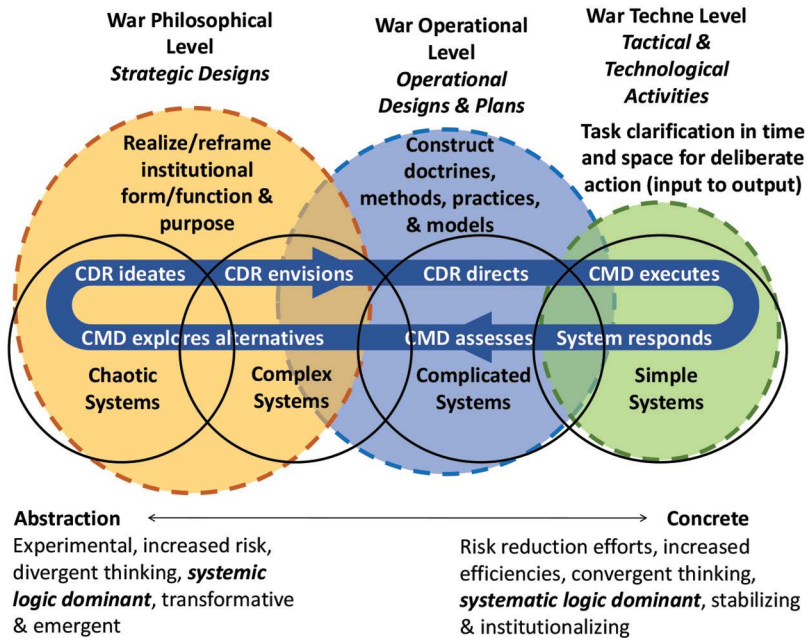 War Philosophical
Level
Strategic Designs
War Operational
Level
Operational
Designs & Plans
War Techne Level
Tactical &
Technological
Activities
Realize/reframe
institutional
form/function &
purpose
Construct
doctrines,
methods, practices,
& models
Task clarification in time
and space for deliberate
action (input to output)
CDR ideates
CDR envisions
CDR directs
CMD executes
CMD explores alternatives
CMD assesses
System responds
Chaotic
Systems
Complex
Systems
Complicated
Systems
Simple
Systems
Abstraction
Experimental, increased risk,
divergent thinking, systemic
logic dominant, transformative
& emergent
Concrete
Risk reduction efforts, increased
efficiencies, convergent thinking,
systematic logic dominant, stabilizing
& institutionalizing